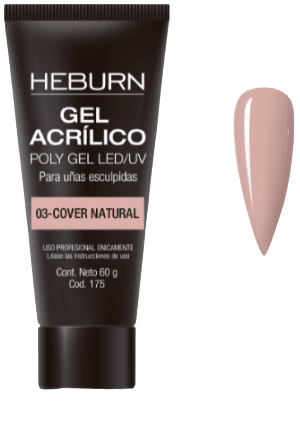 HEBURN
GEL
ACRÍLICO
POLY GEL LED/UV
Para uñas esculpidas
03-COVER NATURAL
USO PROFESIONAL ÚNICAMENTE
Léase las instrucciones de uso
Cont. Neto 60 g
Cod. 175